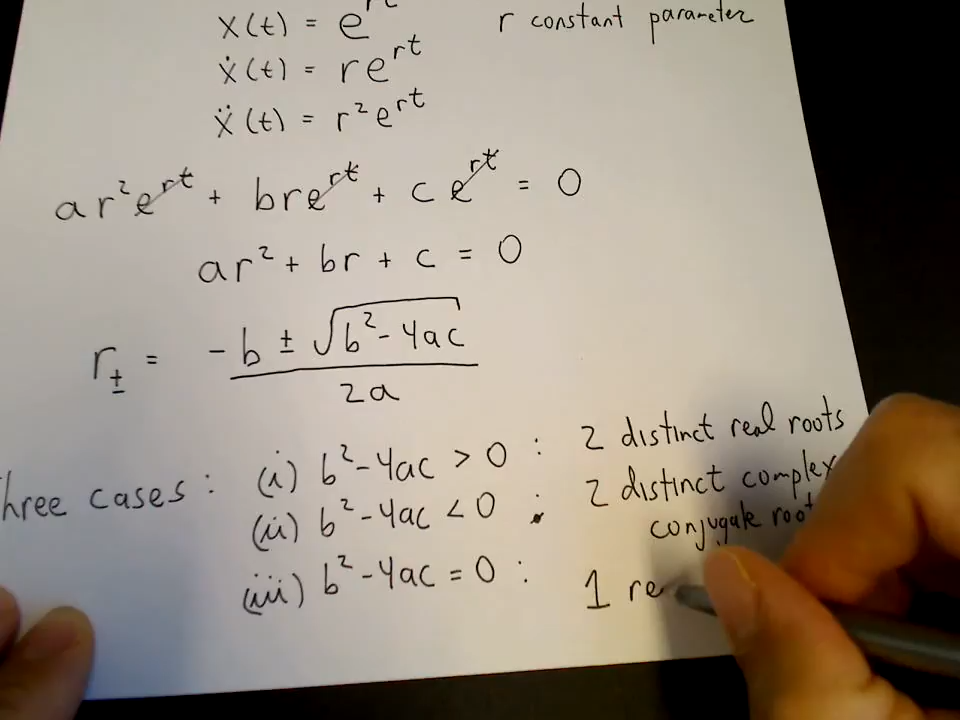 x(t) = e^{rt}   r constant parameter
ẋ(t) = re^{rt}
ẍ(t) = r²e^{rt}
ar²e^{rt} + bre^{rt} + ce^{rt} = 0
ar² + br + c = 0
r± = (-b ± √(b²-4ac)) / 2a
three cases: (i) b²-4ac > 0 : 2 distinct real roots
(ii) b²-4ac < 0 : 2 distinct complex
conjugate root
(iii) b²-4ac = 0 : 1 re